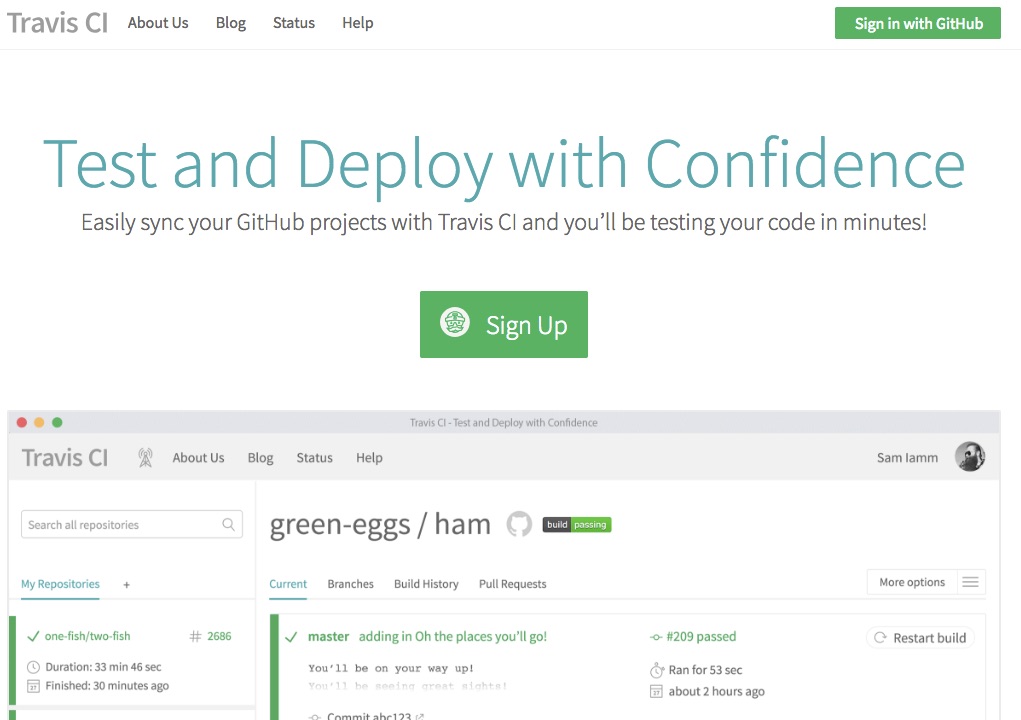 Travis CI About Us Blog Status Help Sign in with GitHub
Test and Deploy with Confidence
Easily sync your GitHub projects with Travis CI and you'll be testing your code in minutes!
Sign Up
Travis CI - Test and Deploy with Confidence
Travis CI About Us Blog Status Help Sam Iamm
Search all repositories
green-eggs / ham build passing
My Repositories +
Current Branches Build History Pull Requests More options
one-fish/two-fish # 2686
Duration: 33 min 46 sec
Finished: 30 minutes ago
master adding in Oh the places you'll go! #209 passed Restart build
You'll be on your way up!
You'll be seeing great sights!
Ran for 53 sec
about 2 hours ago
Commit abc123